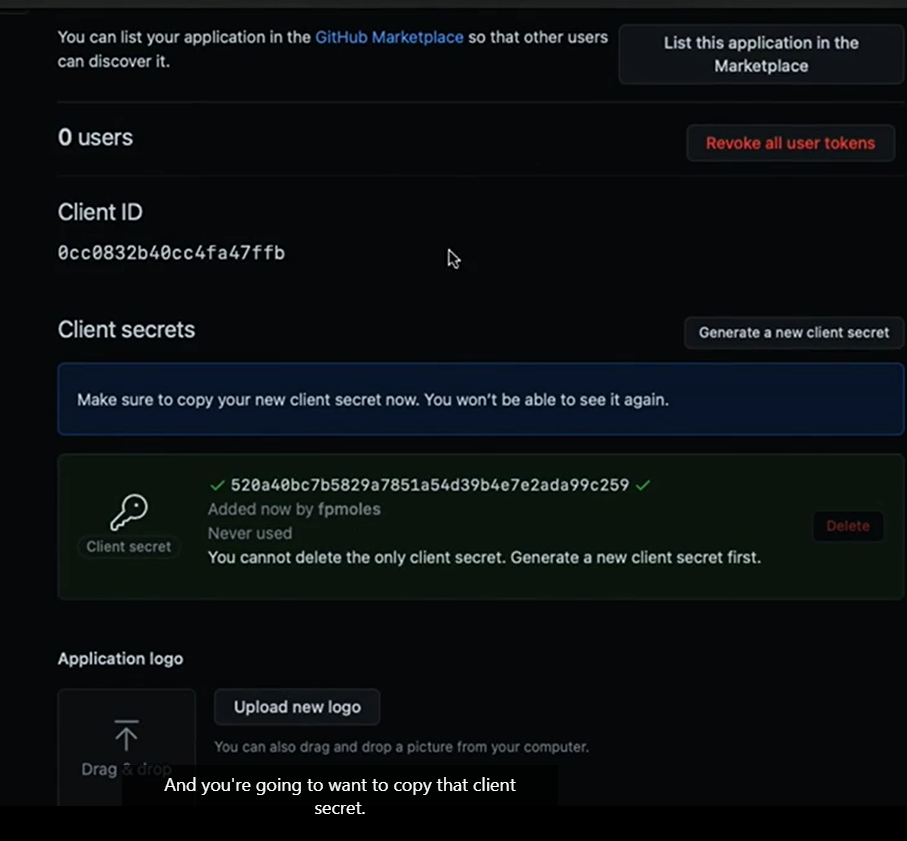 You can list your application in the GitHub Marketplace so that other users
can discover it.
List this application in the
Marketplace
0 users
Revoke all user tokens
Client ID
0cc0832b40cc4fa47ffb
Client secrets
Generate a new client secret
Make sure to copy your new client secret now. You won't be able to see it again.
520a40bc7b5829a7851a54d39b4e7e2ada99c259
Added now by fpmoles
Never used
You cannot delete the only client secret. Generate a new client secret first.
Client secret
Delete
Application logo
Upload new logo
You can also drag and drop a picture from your computer.
Drag & drop
And you're going to want to copy that client
secret.